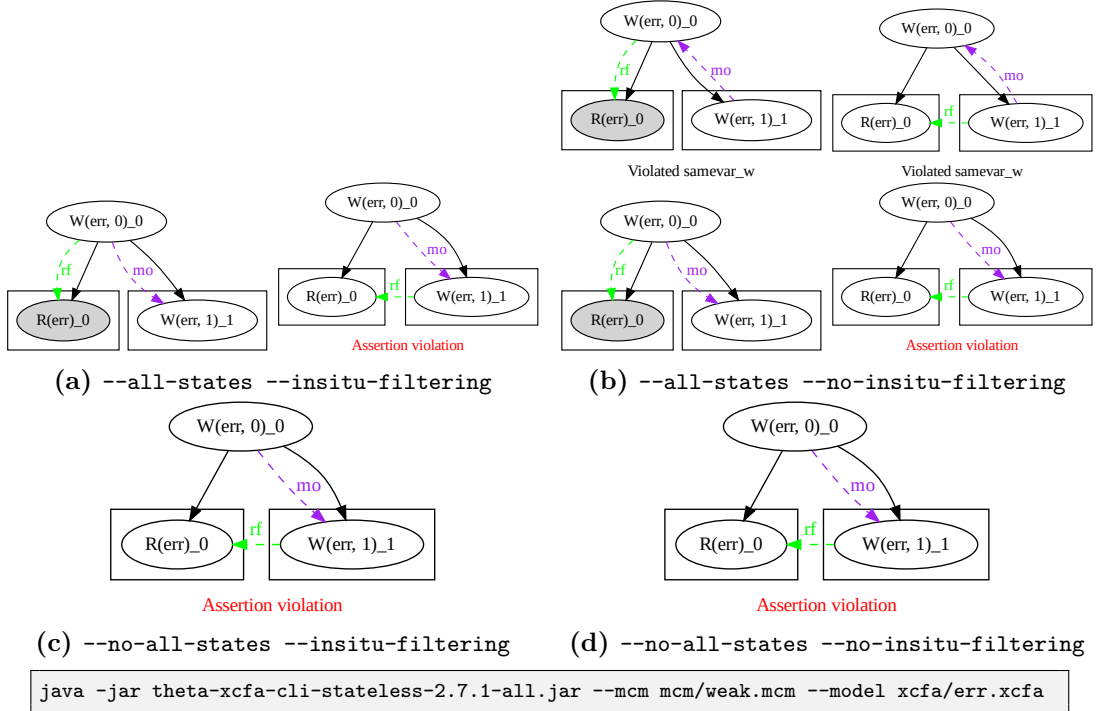 W(err, 0)_0
rf
mo
R(err)_0
W(err, 1)_1
W(err, 0)_0
mo
R(err)_0
rf
W(err, 1)_1
Assertion violation
(a) --all-states --insitu-filtering
W(err, 0)_0
rf
mo
R(err)_0
W(err, 1)_1
Violated samevar_w
W(err, 0)_0
mo
R(err)_0
rf
W(err, 1)_1
Violated samevar_w
W(err, 0)_0
rf
mo
R(err)_0
W(err, 1)_1
W(err, 0)_0
mo
R(err)_0
rf
W(err, 1)_1
Assertion violation
(b) --all-states --no-insitu-filtering
W(err, 0)_0
mo
R(err)_0
rf
W(err, 1)_1
Assertion violation
(c) --no-all-states --insitu-filtering
W(err, 0)_0
mo
R(err)_0
rf
W(err, 1)_1
Assertion violation
(d) --no-all-states --no-insitu-filtering
java -jar theta-xcfa-cli-stateless-2.7.1-all.jar --mcm mcm/weak.mcm --model xcfa/err.xcfa